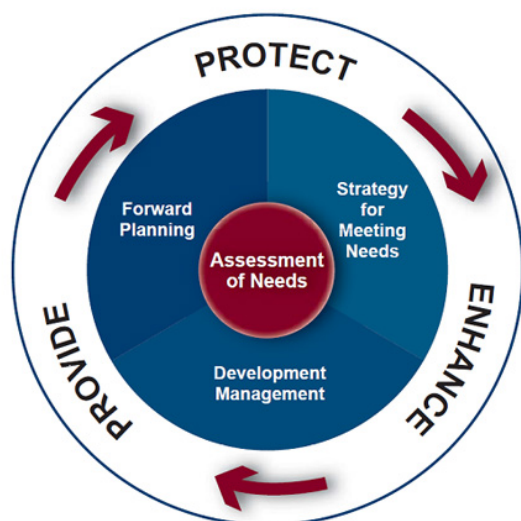 PROTECT
Forward
Planning
Strategy
for
Meeting
Needs
Assessment
of Needs
Development
Management
ENHANCE
PROVIDE